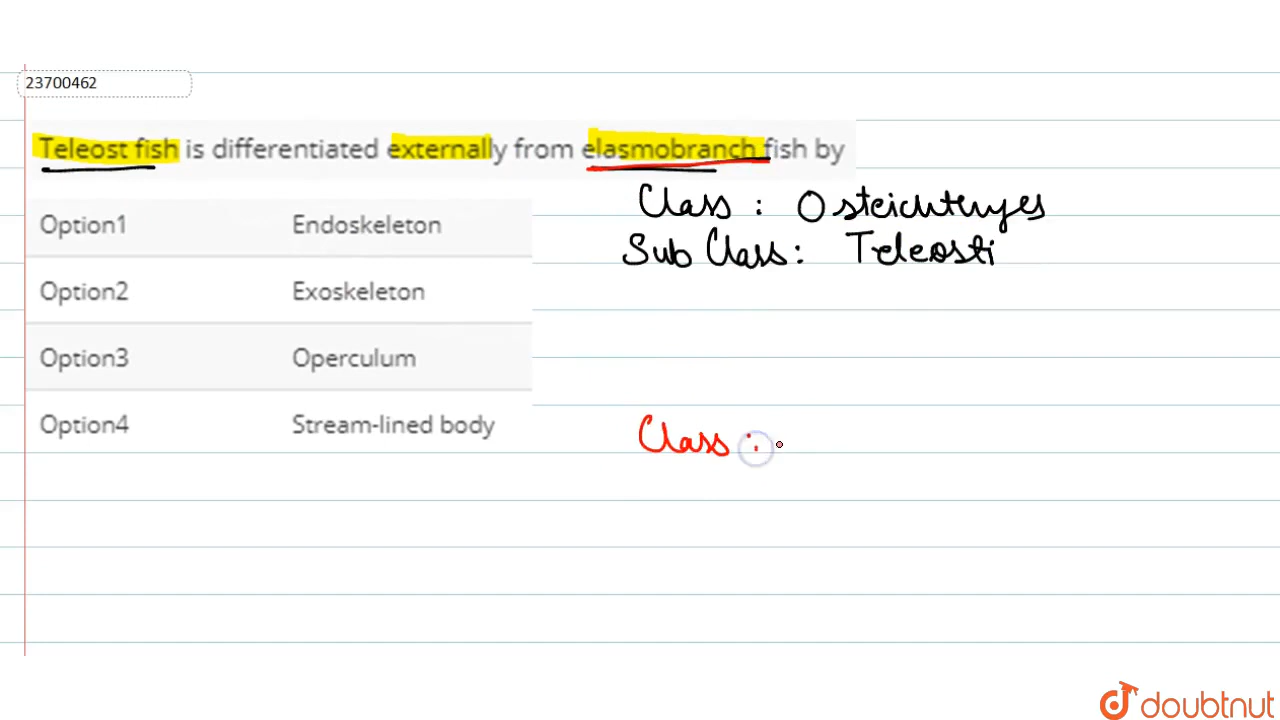 23700462
Teleost fish is differentiated externally from elasmobranch fish by
Class : Osteichthyes
Option1 Endoskeleton
Sub Class : Teleosti
Option2 Exoskeleton
Option3 Operculum
Option4 Stream-lined body
Class :
doubtnut